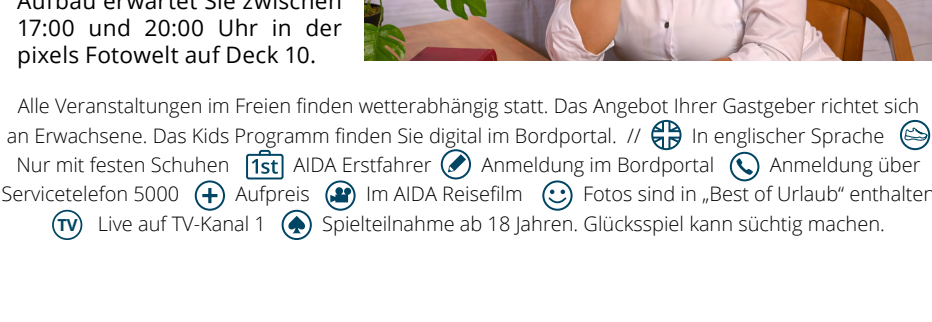 Aufbau erwartet Sie zwischen
17:00 und 20:00 Uhr in der
pixels Fotowelt auf Deck 10.
Alle Veranstaltungen im Freien finden wetterabhängig statt. Das Angebot Ihrer Gastgeber richtet sich
an Erwachsene. Das Kids Programm finden Sie digital im Bordportal. // In englischer Sprache
Nur mit festen Schuhen 1st AIDA Erstfahrer Anmeldung im Bordportal Anmeldung über
Servicetelefon 5000 Aufpreis Im AIDA Reisefilm Fotos sind in „Best of Urlaub“ enthalten
TV Live auf TV-Kanal 1 Spielteilnahme ab 18 Jahren. Glücksspiel kann süchtig machen.